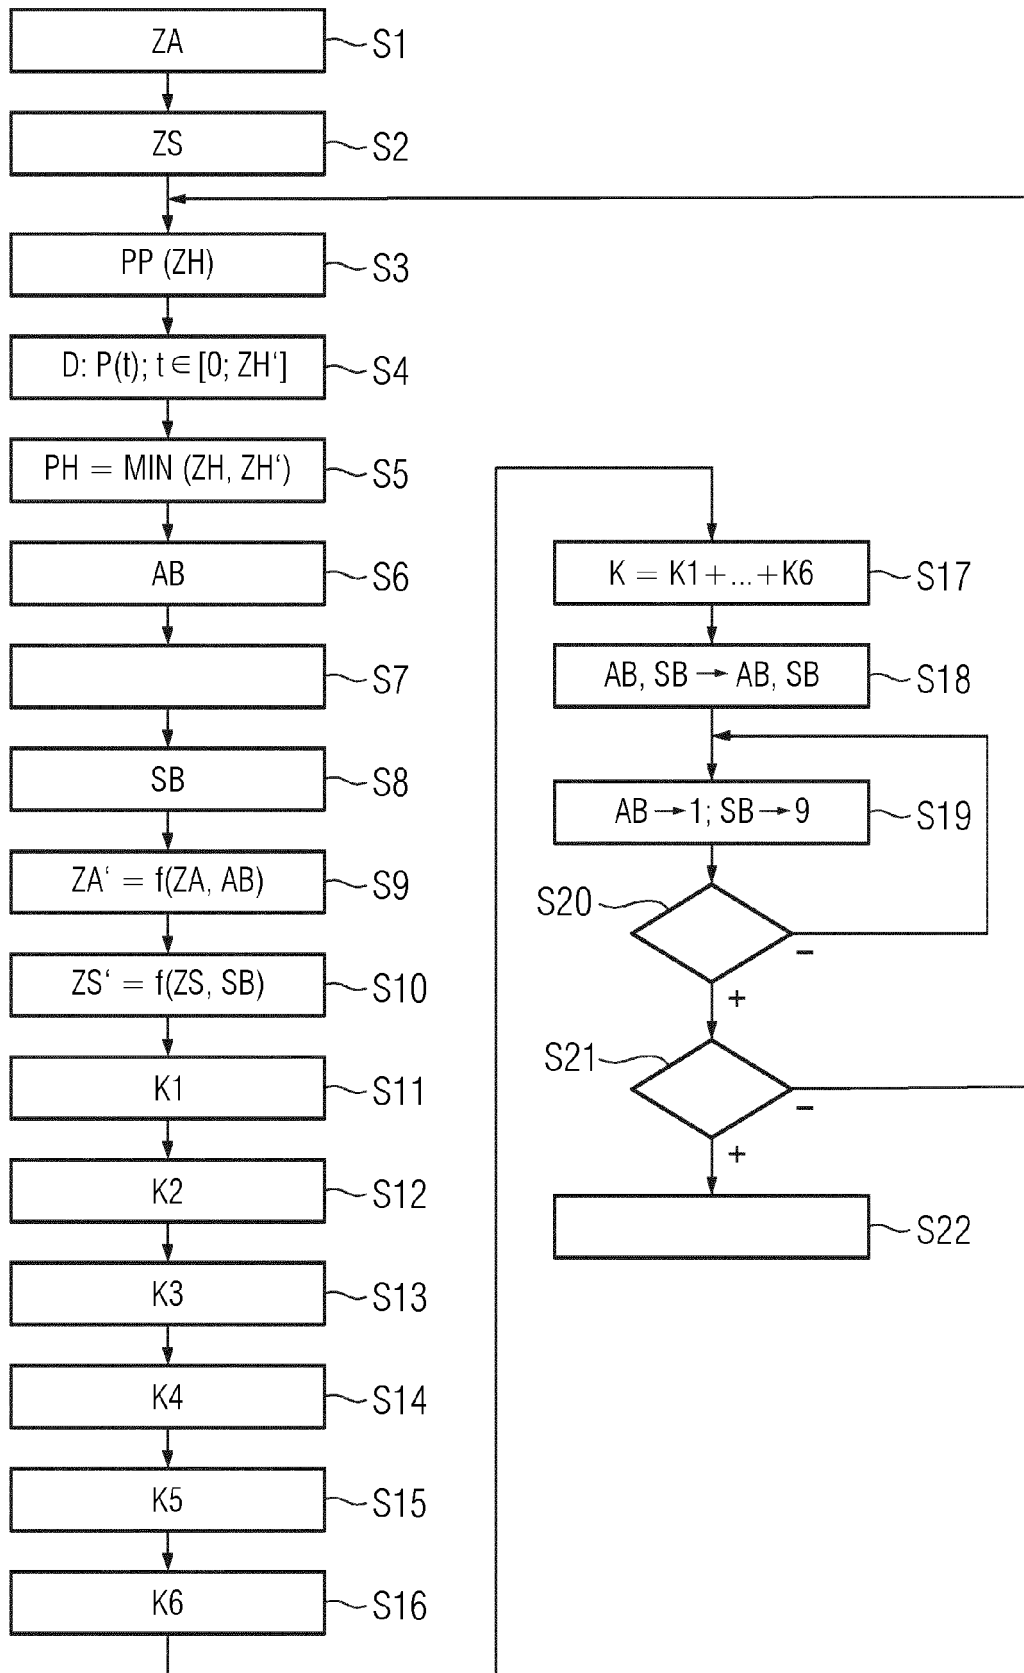 ZA S1
ZS S2
PP (ZH) S3
D: P(t); t ∈ [0; ZH‘] S4
PH = MIN (ZH, ZH‘) S5
AB S6
S7
SB S8
ZA‘ = f(ZA, AB) S9
ZS‘ = f(ZS, SB) S10
K1 S11
K2 S12
K3 S13
K4 S14
K5 S15
K6 S16
K = K1+...+K6 S17
AB, SB → AB, SB S18
AB → 1; SB → 9 S19
S20
−
+
S21
−
+
S22